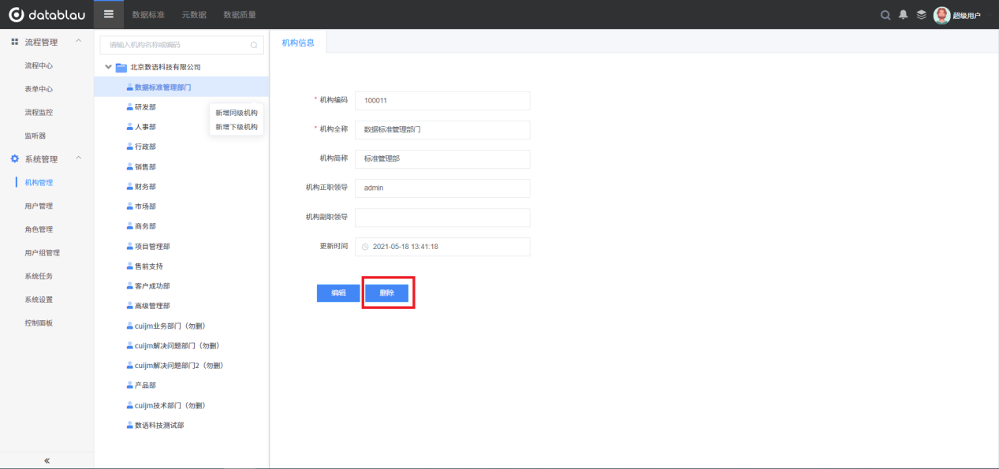 datablau
数据标准
元数据
数据质量
超级用户
流程管理
流程中心
表单中心
流程监控
监听器
系统管理
机构管理
用户管理
角色管理
用户组管理
系统任务
系统设置
控制面板
请输入机构名称或编码
北京数语科技有限公司
数据标准管理部门
研发部
人事部
行政部
销售部
财务部
市场部
商务部
项目管理部
售前支持
客户成功部
高级管理部
cuijm业务部门（勿删）
cuijm解决问题部门（勿删）
cuijm解决问题部门2（勿删）
产品部
cuijm技术部门（勿删）
数语科技测试部
新增同级机构
新增下级机构
机构信息
* 机构编码 100011
* 机构全称 数据标准管理部门
机构简称 标准管理部
机构正职领导 admin
机构副职领导
更新时间 2021-05-18 13:41:18
编辑 删除